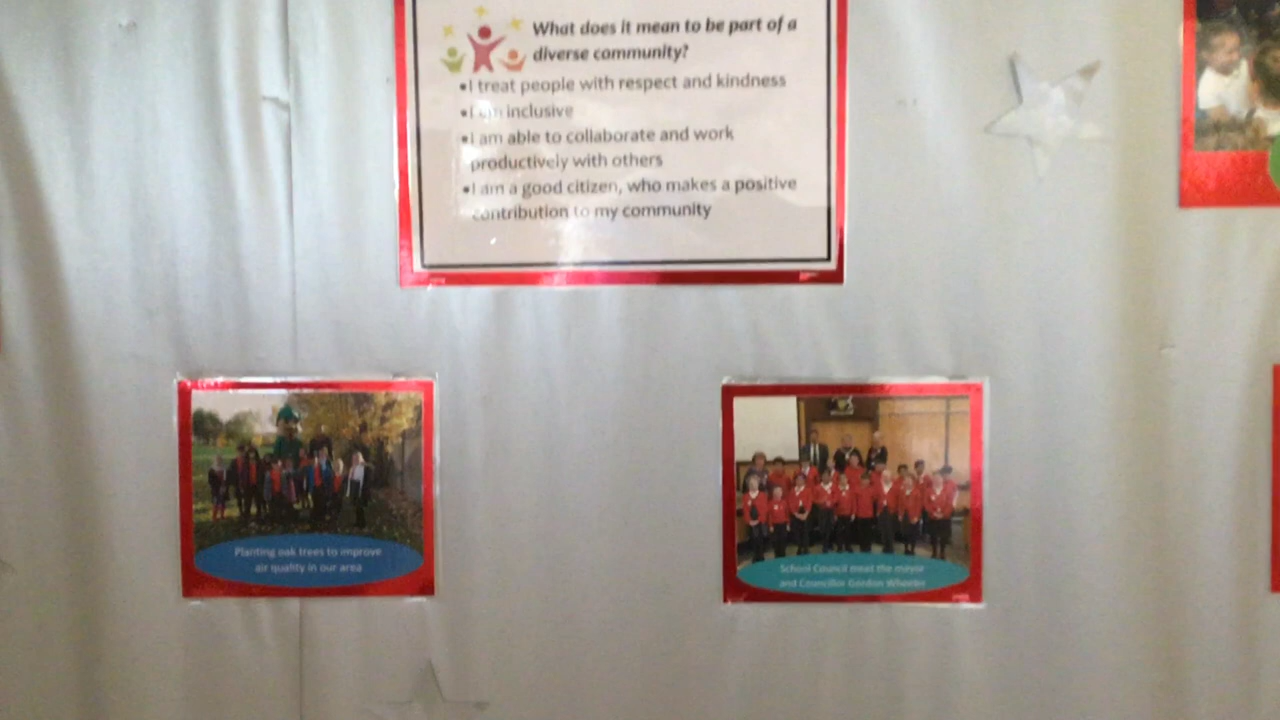 What does it mean to be part of a
diverse community?
•I treat people with respect and kindness
•I am inclusive
•I am able to collaborate and work
productively with others
•I am a good citizen, who makes a positive
contribution to my community
Planting oak trees to improve
air quality in our area
School Council meet the mayor
and Councillor Gordon